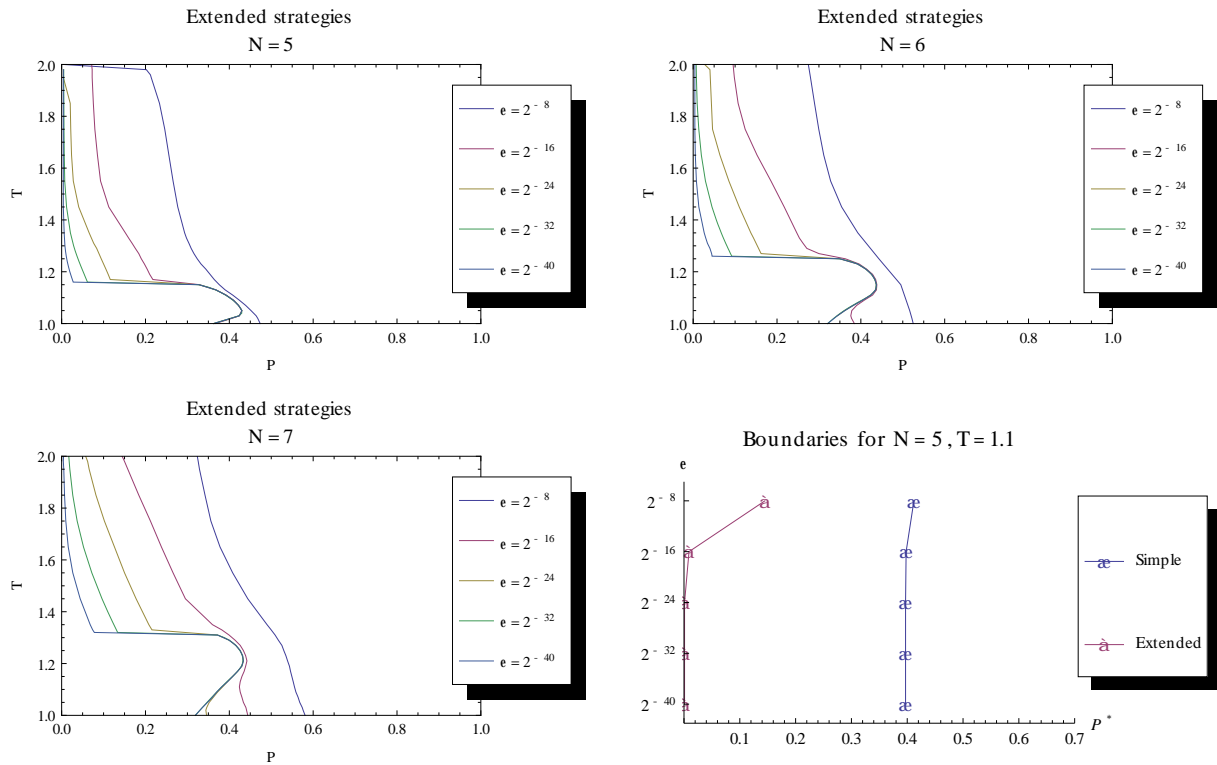 Extended strategies
N = 5
2.0
1.8
1.6
1.4
1.2
1.0
T
0.0 0.2 0.4 0.6 0.8 1.0
P
e = 2^- 8
e = 2^- 16
e = 2^- 24
e = 2^- 32
e = 2^- 40
Extended strategies
N = 6
2.0
1.8
1.6
1.4
1.2
1.0
T
0.0 0.2 0.4 0.6 0.8 1.0
P
e = 2^- 8
e = 2^- 16
e = 2^- 24
e = 2^- 32
e = 2^- 40
Extended strategies
N = 7
2.0
1.8
1.6
1.4
1.2
1.0
T
0.0 0.2 0.4 0.6 0.8 1.0
P
e = 2^- 8
e = 2^- 16
e = 2^- 24
e = 2^- 32
e = 2^- 40
Boundaries for N = 5 , T = 1.1
e
2^- 8 à æ
2^- 16 à æ
2^- 24 à æ
2^- 32 à æ
2^- 40 à æ
0.1 0.2 0.3 0.4 0.5 0.6 0.7
P*
æ Simple
à Extended